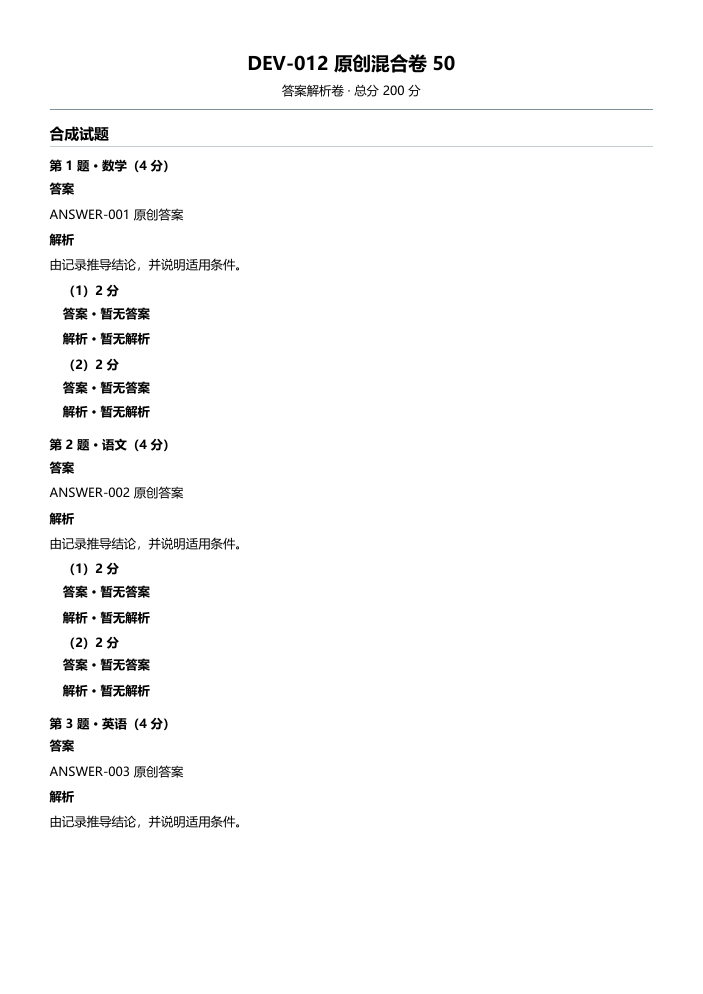 DEV-012 原创混合卷 50
答案解析卷 · 总分 200 分
合成试题
第 1 题 · 数学（4 分）
答案
ANSWER-001 原创答案
解析
由记录推导结论，并说明适用条件。
（1）2 分
答案 · 暂无答案
解析 · 暂无解析
（2）2 分
答案 · 暂无答案
解析 · 暂无解析
第 2 题 · 语文（4 分）
答案
ANSWER-002 原创答案
解析
由记录推导结论，并说明适用条件。
（1）2 分
答案 · 暂无答案
解析 · 暂无解析
（2）2 分
答案 · 暂无答案
解析 · 暂无解析
第 3 题 · 英语（4 分）
答案
ANSWER-003 原创答案
解析
由记录推导结论，并说明适用条件。